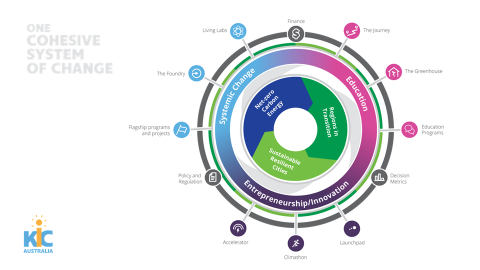 ONE
COHESIVE
SYSTEM
OF CHANGE
Finance
Living Labs
The Journey
The Foundry
The Greenhouse
Systemic Change
Education
Net-zero
Carbon
Energy
Regions in
Transition
Flagship programs
and projects
Education
Programs
Sustainable
Resilient
Cities
Policy and
Regulation
Decision
Metrics
Entrepreneurship/Innovation
Accelerator
Climathon
Launchpad
KIC
AUSTRALIA